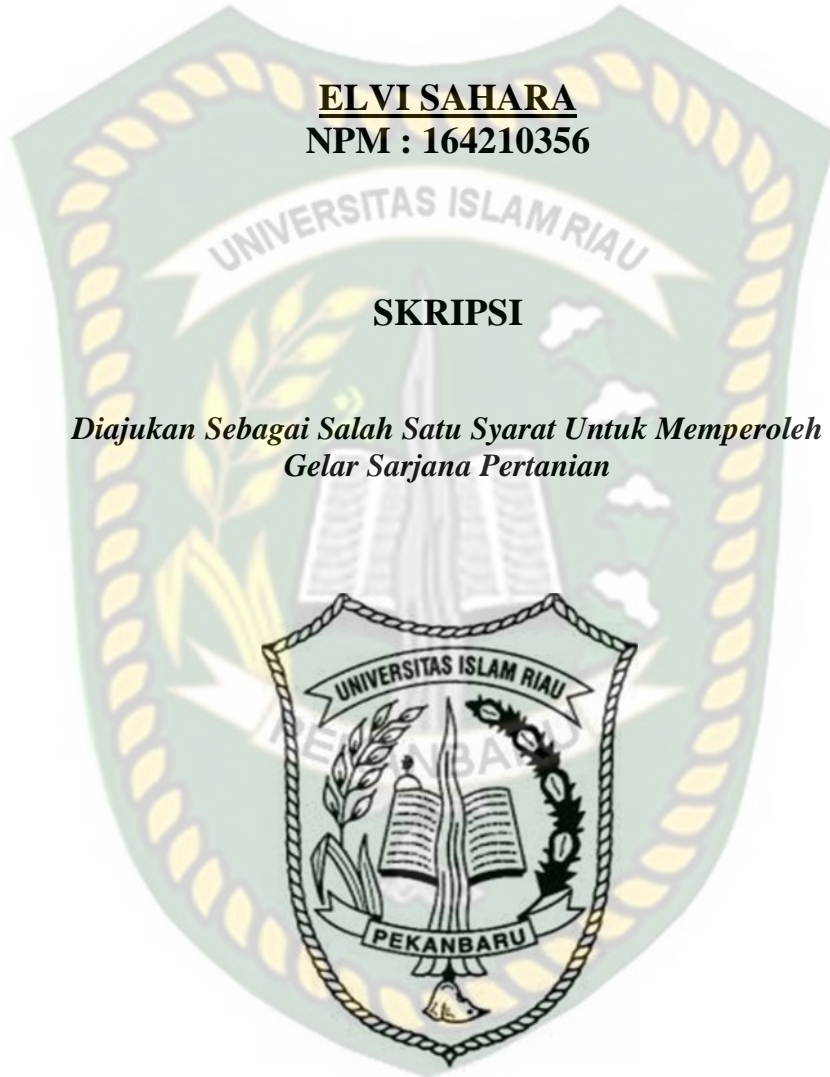 ELVI SAHARA
NPM : 164210356
UNIVERSITAS ISLAM RIAU
SKRIPSI
Diajukan Sebagai Salah Satu Syarat Untuk Memperoleh
Gelar Sarjana Pertanian
UNIVERSITAS ISLAM RIAU
PEKANBARU
PEKANBARU